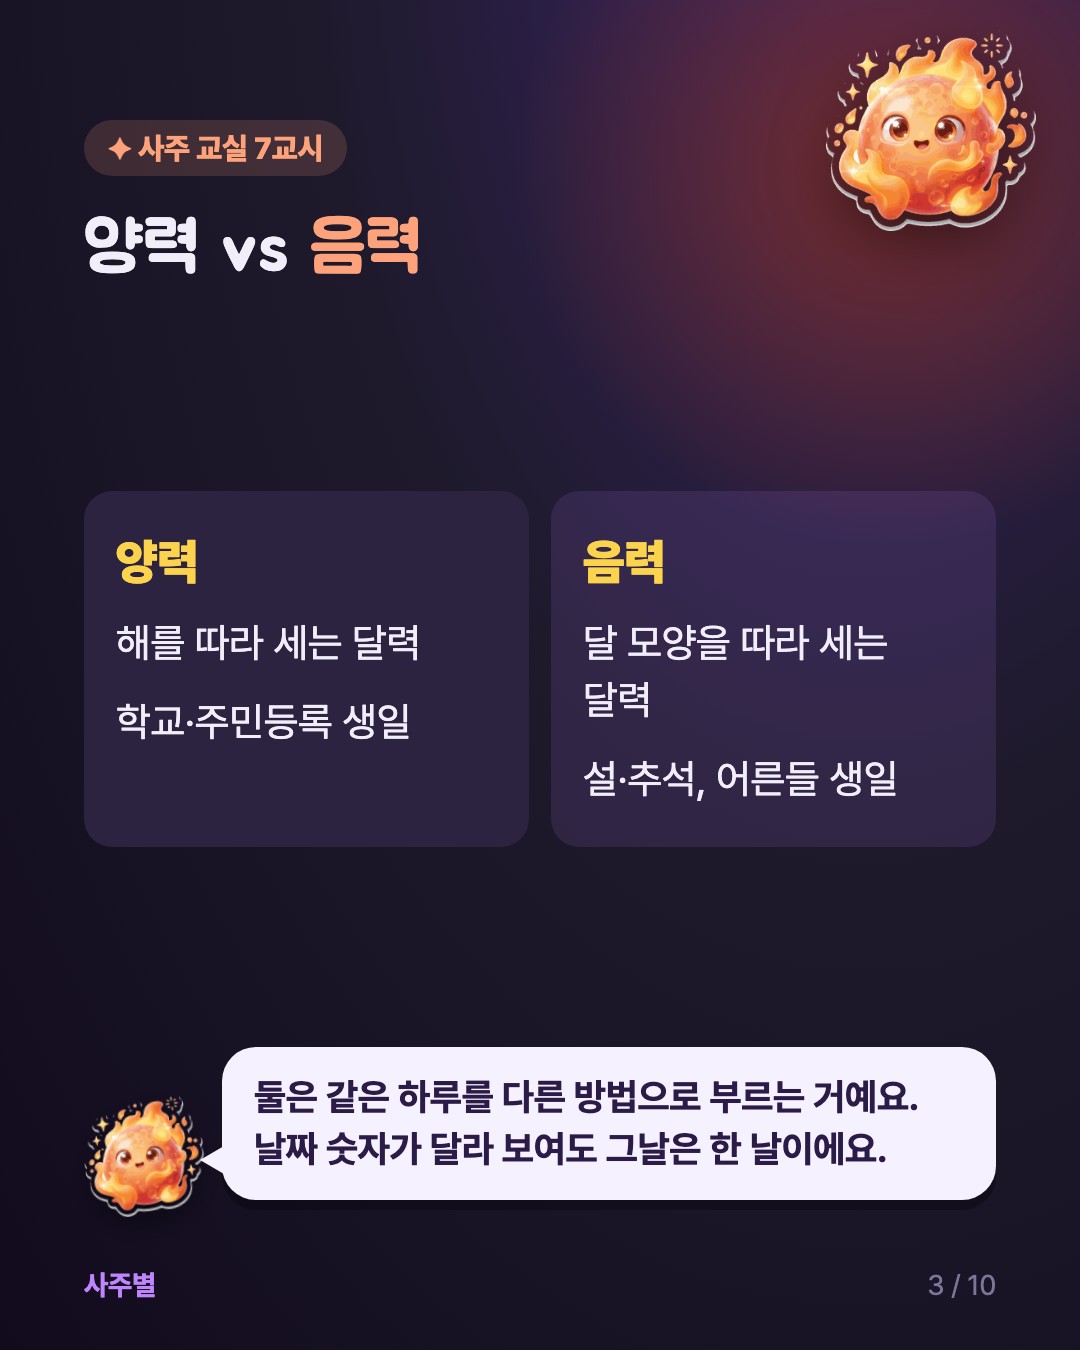 ✦ 사주 교실 7교시
양력 vs 음력
양력
해를 따라 세는 달력
학교·주민등록 생일
음력
달 모양을 따라 세는
달력
설·추석, 어른들 생일
둘은 같은 하루를 다른 방법으로 부르는 거예요.
날짜 숫자가 달라 보여도 그날은 한 날이에요.
사주별
3 / 10